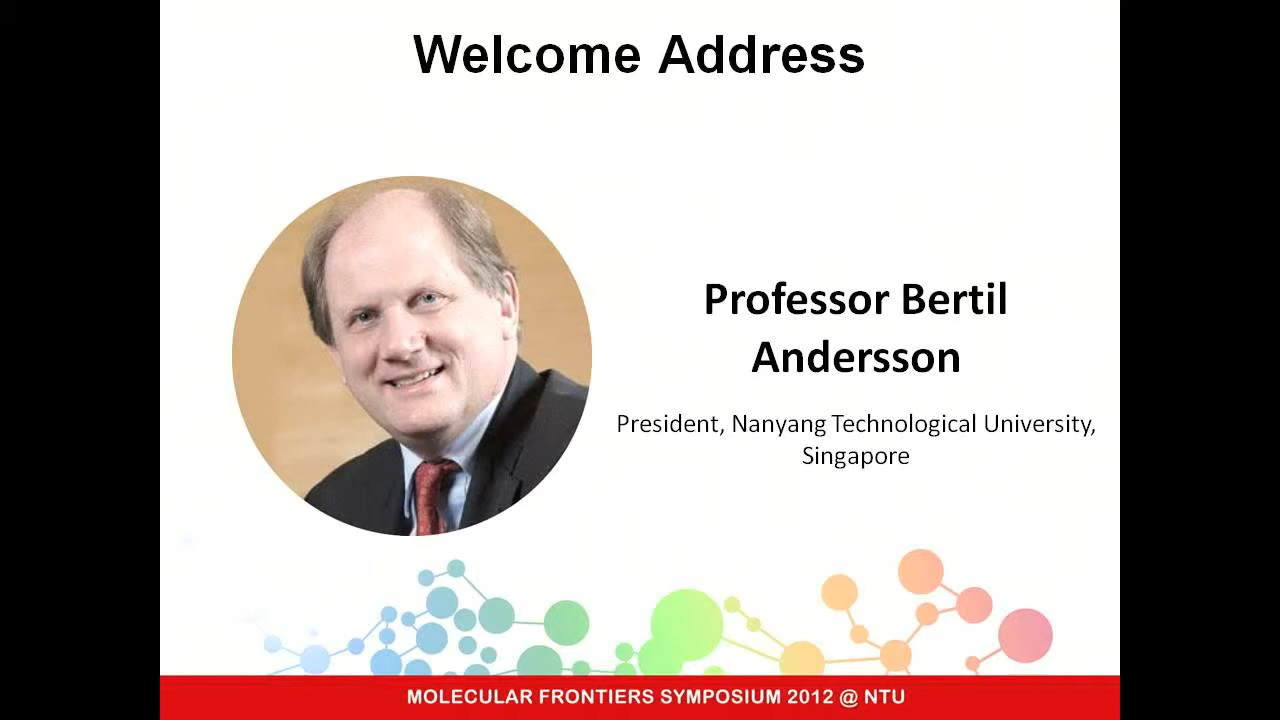 Welcome Address
Professor Bertil
Andersson
President, Nanyang Technological University,
Singapore
MOLECULAR FRONTIERS SYMPOSIUM 2012 @ NTU